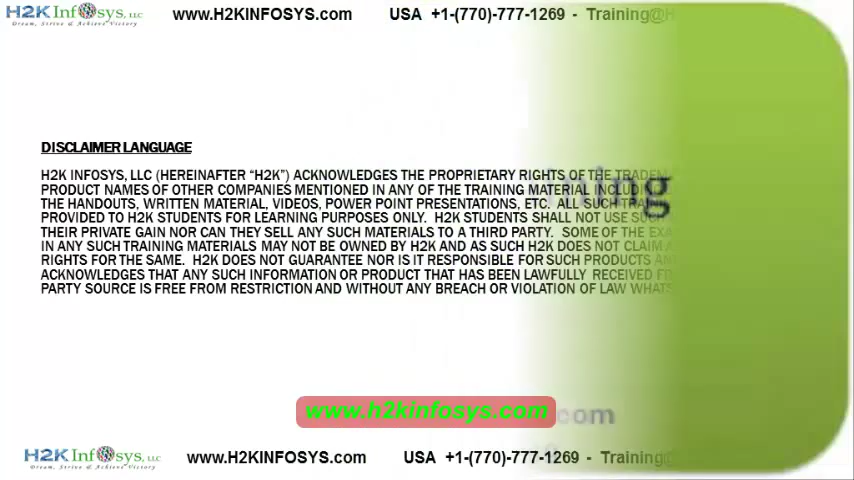 H2K InfoSys, LLC
Dream, Strive & Achieve Victory
www.H2KINFOSYS.com USA +1-(770)-777-1269 - Training@
DISCLAIMER LANGUAGE
H2K INFOSYS, LLC (HEREINAFTER “H2K”) ACKNOWLEDGES THE PROPRIETARY RIGHTS OF THE TRADEM
PRODUCT NAMES OF OTHER COMPANIES MENTIONED IN ANY OF THE TRAINING MATERIAL INCLUDING
THE HANDOUTS, WRITTEN MATERIAL, VIDEOS, POWER POINT PRESENTATIONS, ETC. ALL SUCH TRAI
PROVIDED TO H2K STUDENTS FOR LEARNING PURPOSES ONLY. H2K STUDENTS SHALL NOT USE SUCH
THEIR PRIVATE GAIN NOR CAN THEY SELL ANY SUCH MATERIALS TO A THIRD PARTY. SOME OF THE EXA
IN ANY SUCH TRAINING MATERIALS MAY NOT BE OWNED BY H2K AND AS SUCH H2K DOES NOT CLAIM A
RIGHTS FOR THE SAME. H2K DOES NOT GUARANTEE NOR IS IT RESPONSIBLE FOR SUCH PRODUCTS AN
ACKNOWLEDGES THAT ANY SUCH INFORMATION OR PRODUCT THAT HAS BEEN LAWFULLY RECEIVED F
PARTY SOURCE IS FREE FROM RESTRICTION AND WITHOUT ANY BREACH OR VIOLATION OF LAW WHATS
ning
www.h2kinfosys.com
.com
H2K InfoSys, LLC
Dream, Strive & Achieve Victory
www.H2KINFOSYS.com USA +1-(770)-777-1269 - Training@